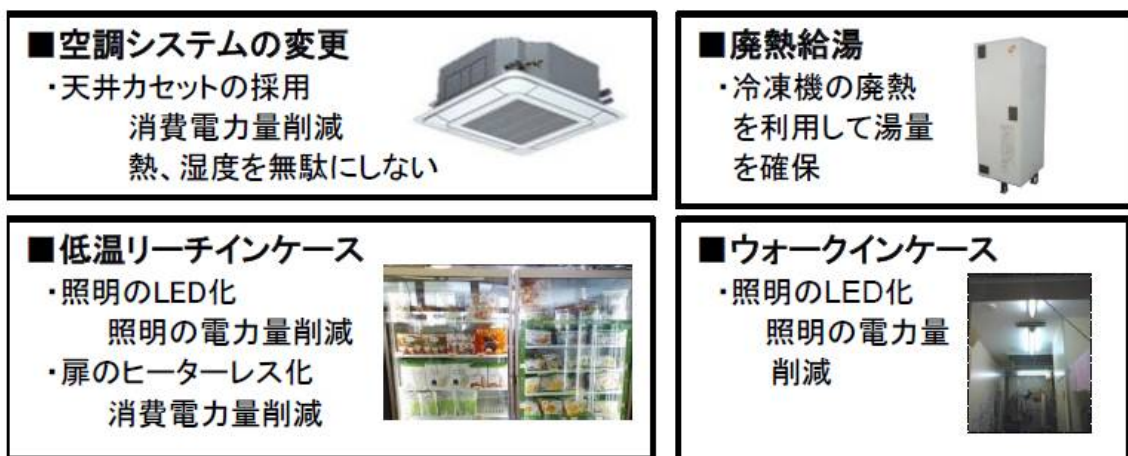 ■空調システムの変更
・天井カセットの採用
消費電力量削減
熱、湿度を無駄にしない
■廃熱給湯
・冷凍機の廃熱
を利用して湯量
を確保
■低温リーチインケース
・照明のLED化
照明の電力量削減
・扉のヒーターレス化
消費電力量削減
■ウォークインケース
・照明のLED化
照明の電力量
削減